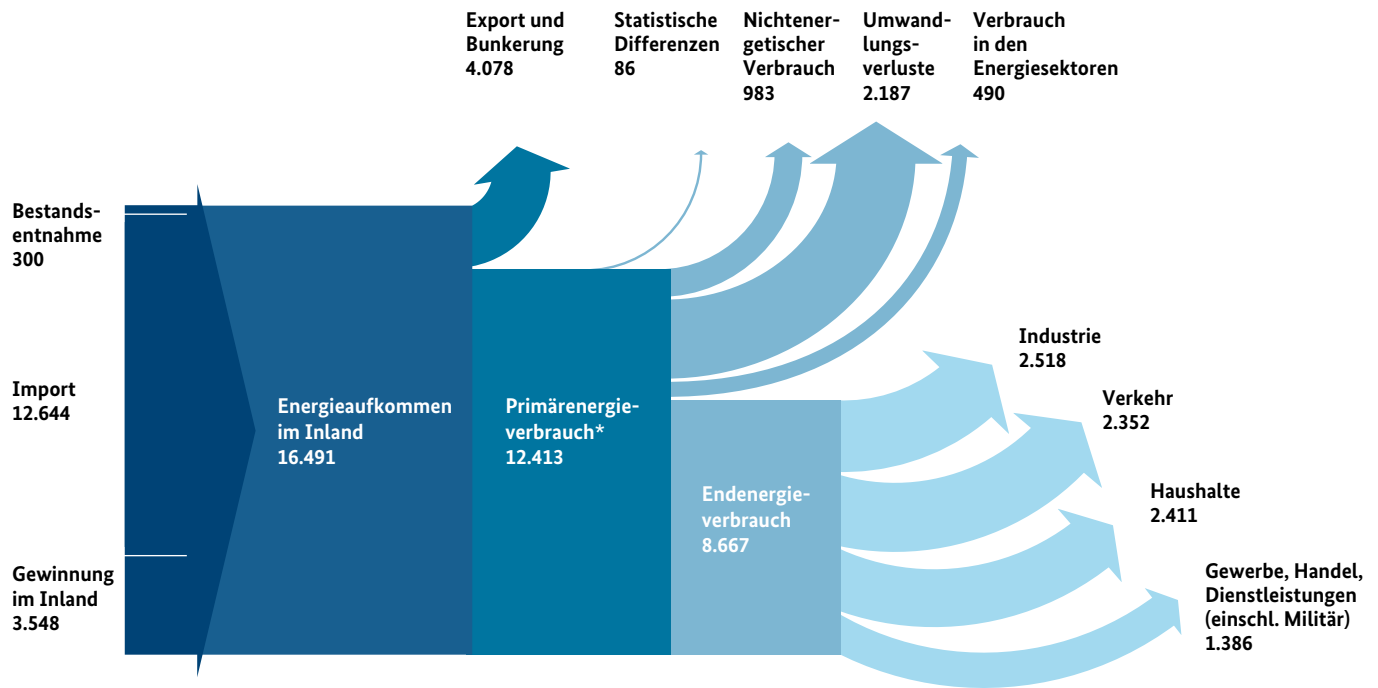 Export und
Bunkerung
4.078
Statistische
Differenzen
86
Nichtener-
getischer
Verbrauch
983
Umwand-
lungs-
verluste
2.187
Verbrauch
in den
Energiesektoren
490
Bestands-
entnahme
300
Import
12.644
Gewinnung
im Inland
3.548
Energieaufkommen
im Inland
16.491
Primärenergie-
verbrauch*
12.413
Endenergie-
verbrauch
8.667
Industrie
2.518
Verkehr
2.352
Haushalte
2.411
Gewerbe, Handel,
Dienstleistungen
(einschl. Militär)
1.386